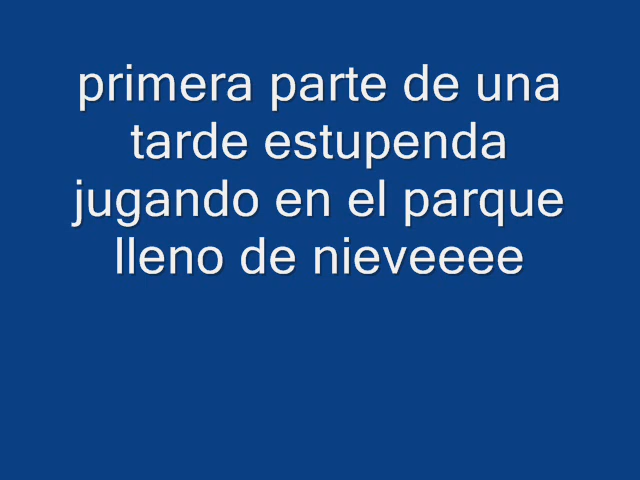 primera parte de una
tarde estupenda
jugando en el parque
lleno de nieveeee